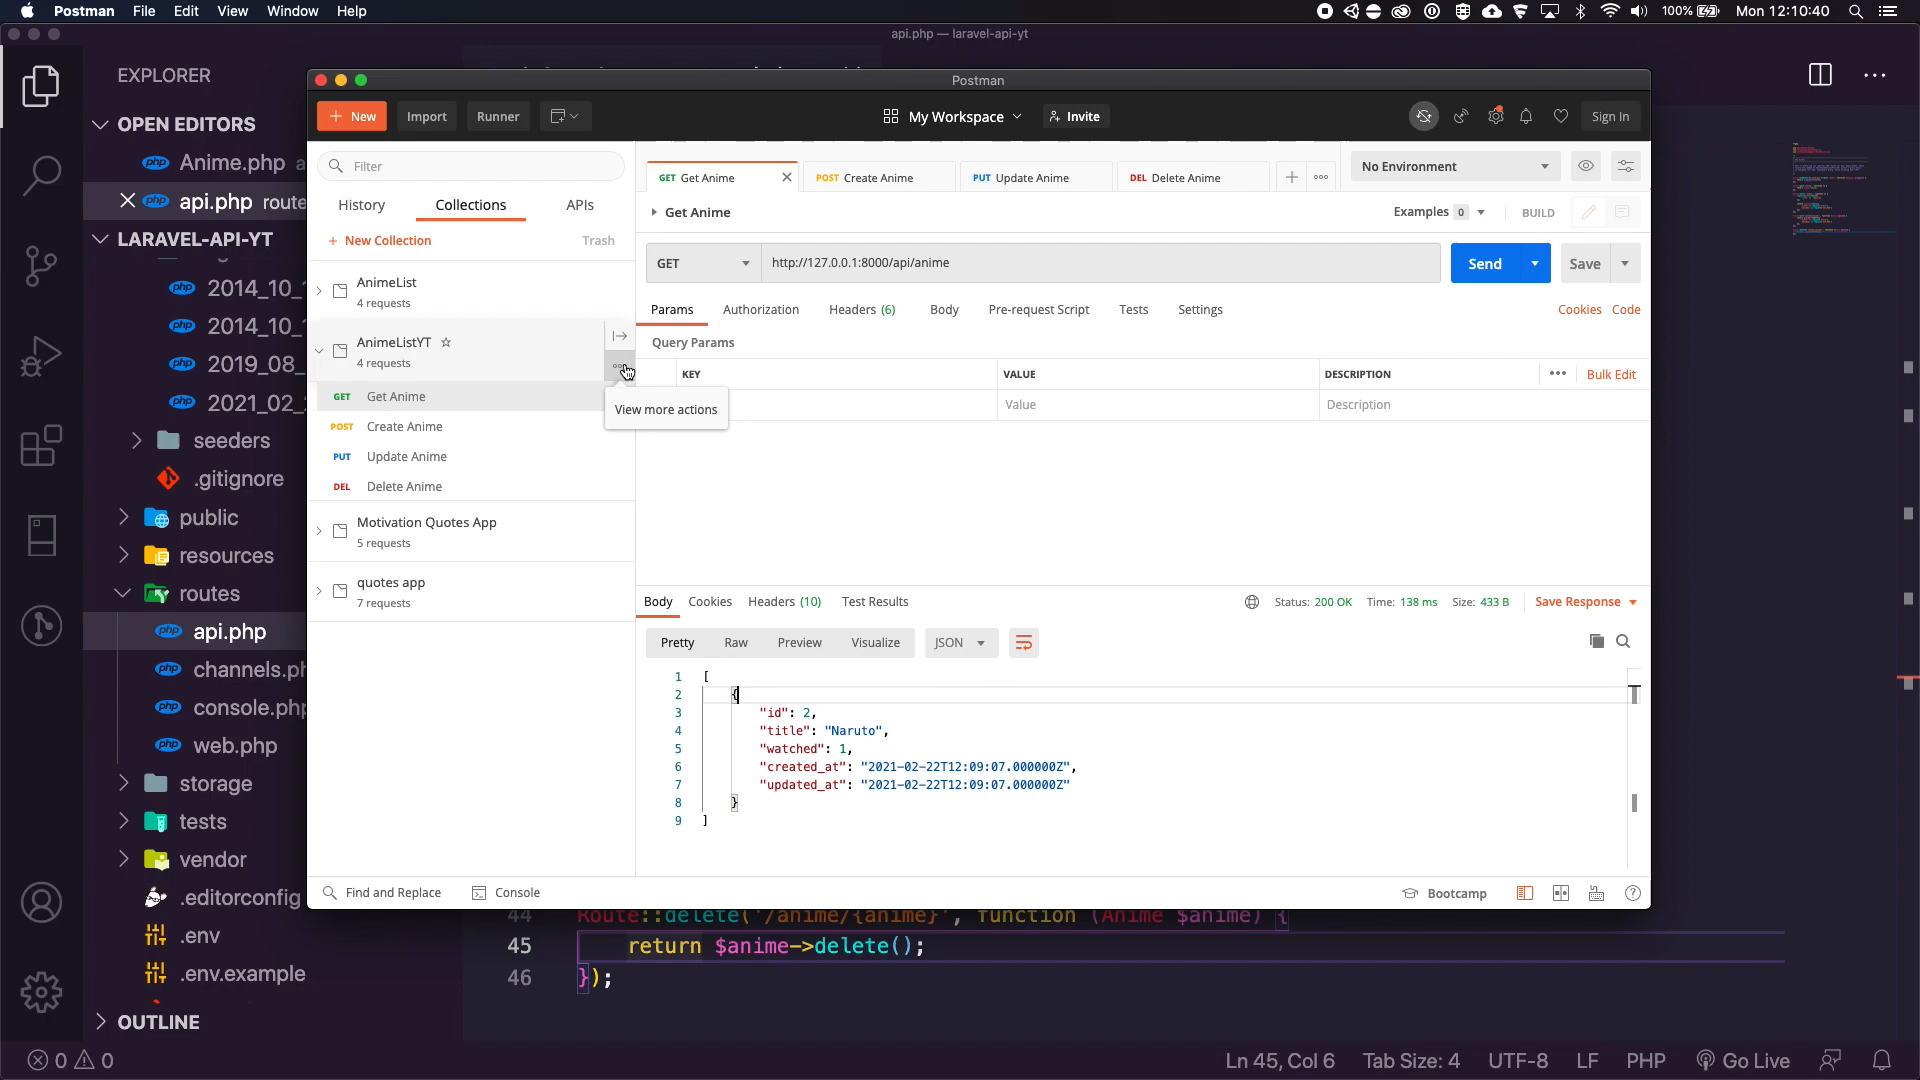 Postman File Edit View Window Help
100% Mon 12:10:40
api.php — laravel-api-yt
EXPLORER
OPEN EDITORS
Anime.php a
api.php route
LARAVEL-API-YT
2014_10_
2014_10_
2019_08_
2021_02_
seeders
.gitignore
public
resources
routes
api.php
channels.ph
console.php
web.php
storage
tests
vendor
.editorconfig
.env
.env.example
OUTLINE
Postman
New Import Runner
My Workspace Invite
Sign In
Filter
History Collections APIs
+ New Collection Trash
AnimeList
4 requests
AnimeListYT
4 requests
View more actions
GET Get Anime
POST Create Anime
PUT Update Anime
DEL Delete Anime
Motivation Quotes App
5 requests
quotes app
7 requests
GET Get Anime POST Create Anime PUT Update Anime DEL Delete Anime
No Environment
Get Anime
Examples 0 BUILD
GET http://127.0.0.1:8000/api/anime Send Save
Params Authorization Headers (6) Body Pre-request Script Tests Settings Cookies Code
Query Params
KEY VALUE DESCRIPTION Bulk Edit
Value Description
Body Cookies Headers (10) Test Results Status: 200 OK Time: 138 ms Size: 433 B Save Response
Pretty Raw Preview Visualize JSON
1 [
2 {
3 "id": 2,
4 "title": "Naruto",
5 "watched": 1,
6 "created_at": "2021-02-22T12:09:07.000000Z",
7 "updated_at": "2021-02-22T12:09:07.000000Z"
8 }
9 ]
Find and Replace Console Bootcamp
44 Route::delete('/anime/{anime}', function (Anime $anime) {
45 return $anime->delete();
46 });
0 0 Ln 45, Col 6 Tab Size: 4 UTF-8 LF PHP Go Live